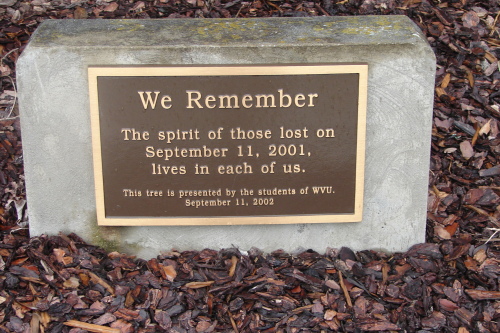 We Remember
The spirit of those lost on
September 11, 2001,
lives in each of us.
This tree is presented by the students of WVU.
September 11, 2002